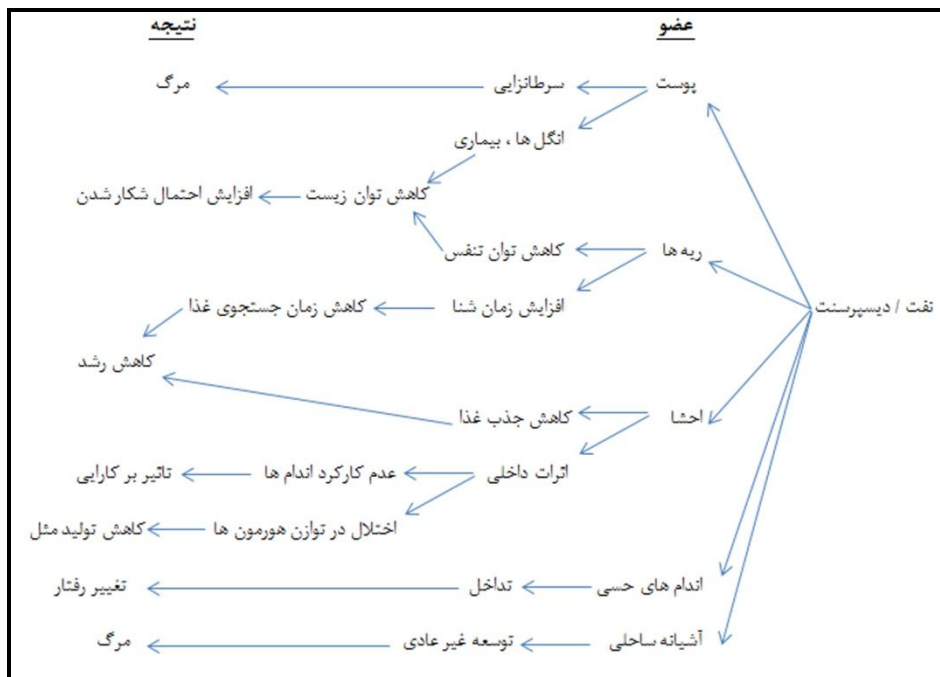 عضو نتیجه
پوست سرطانزایی مرگ
انگل ها ، بیماری
کاهش توان زیست افزایش احتمال شکار شدن
ریه ها کاهش توان تنفس
نفت / دیسپرسنت افزایش زمان شنا کاهش زمان جستجوی غذا
کاهش رشد
احشا کاهش جذب غذا
اثرات داخلی عدم کارکرد اندام ها تاثیر بر کارایی
اختلال در توازن هورمون ها کاهش تولید مثل
اندام های حسی تداخل تغییر رفتار
آشیانه ساحلی توسعه غیر عادی مرگ